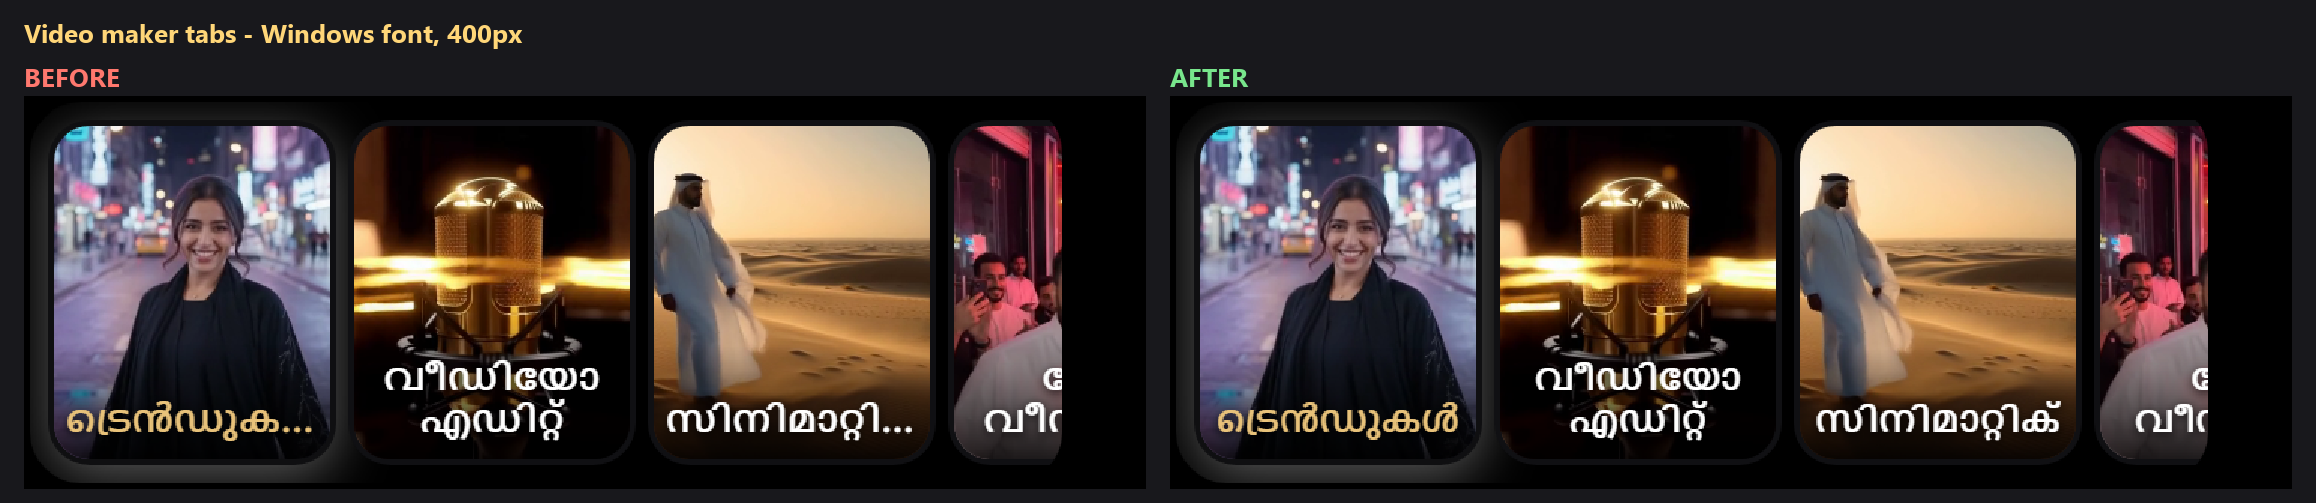 Video maker tabs - Windows font, 400px
BEFORE
ട്രെൻഡുക...
വീഡിയോ
എഡിറ്റ്
സിനിമാറ്റി...
AFTER
ട്രെൻഡുകൾ
വീഡിയോ
എഡിറ്റ്
സിനിമാറ്റിക്